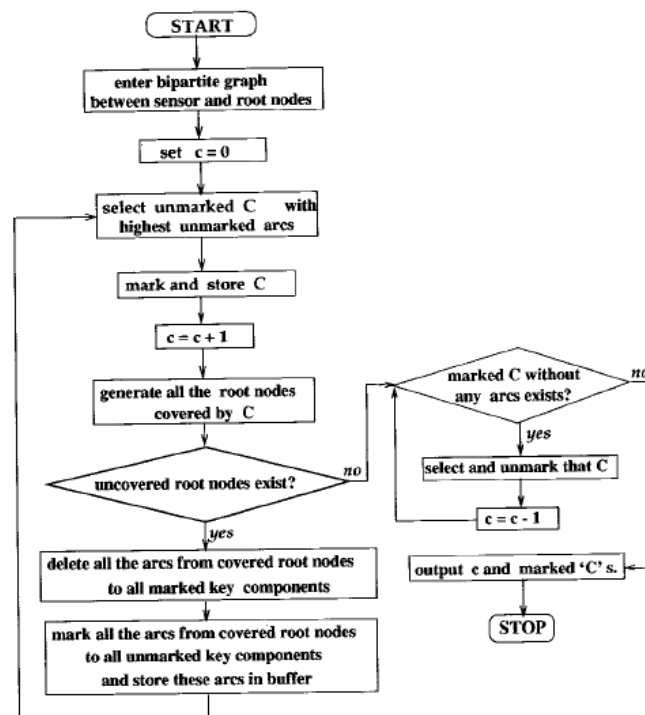 START
enter bipartite graph
between sensor and root nodes
set c = 0
select unmarked C with
highest unmarked arcs
mark and store C
c = c + 1
generate all the root nodes
covered by C
uncovered root nodes exist?
no
yes
delete all the arcs from covered root nodes
to all marked key components
mark all the arcs from covered root nodes
to all unmarked key components
and store these arcs in buffer
marked C without
any arcs exists?
no
yes
select and unmark that C
c = c - 1
output c and marked 'C' s.
STOP